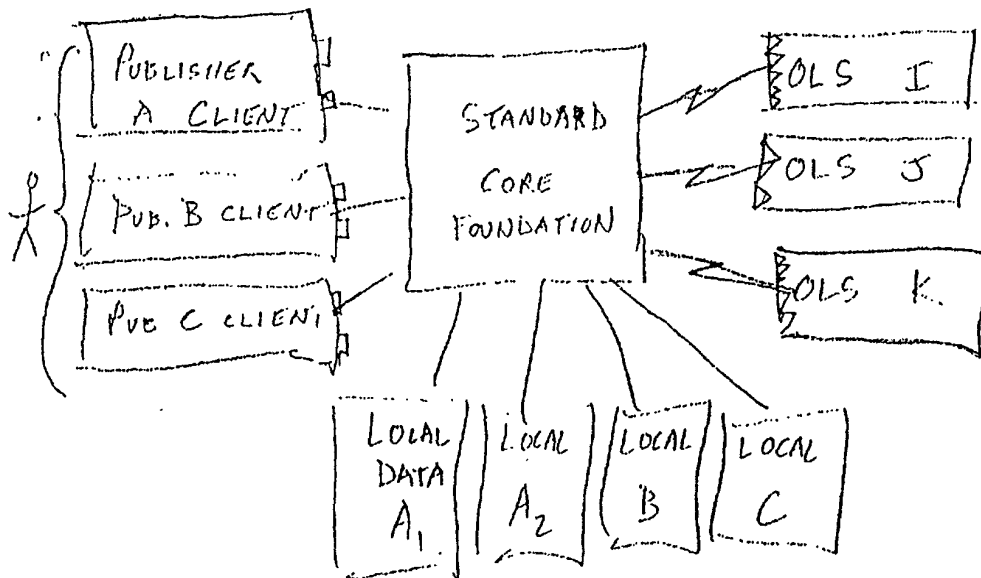 PUBLISHER
A CLIENT
PUB. B CLIENT
PUB C CLIENT
STANDARD
CORE
FOUNDATION
OLS I
OLS J
OLS K
LOCAL
DATA
A₁
LOCAL
A₂
LOCAL
B
LOCAL
C